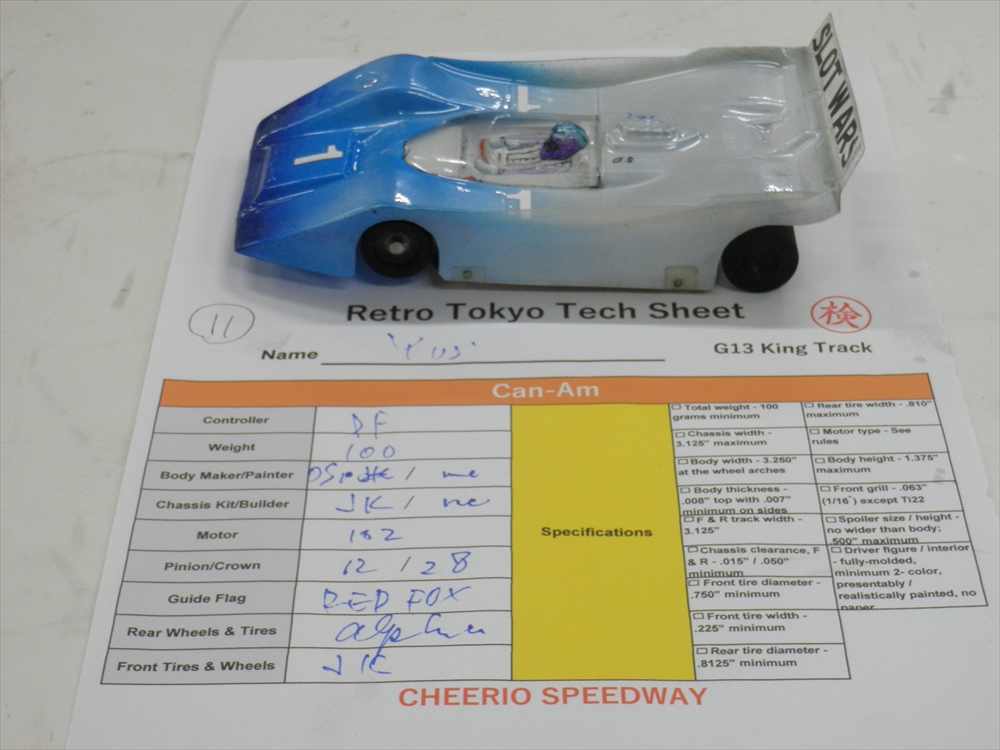 SLOT WARS
1
1
1
Retro Tokyo Tech Sheet
検
11
Name
G13 King Track
Can-Am
Controller DF
Weight 100
Body Maker/Painter / me
Chassis Kit/Builder JK / me
Motor 102
Pinion/Crown 12 / 28
Guide Flag RED FOX
Rear Wheels & Tires alpha
Front Tires & Wheels JK
Specifications
Total weight - 100
grams minimum
Chassis width -
3.125" maximum
Body width - 3.250"
at the wheel arches
Body thickness -
.008" top with .007"
minimum on sides
F & R track width -
3.125"
Chassis clearance, F
& R - .015" / .050"
minimum
Front tire diameter -
.750" minimum
Front tire width -
.225" minimum
Rear tire diameter -
.8125" minimum
Rear tire width - .810"
maximum
Motor type - See
rules
Body height - 1.375"
maximum
Front grill - .063"
(1/16") except Ti22
Spoiler size / height -
no wider than body;
.500" maximum
Driver figure / interior
- fully-molded,
minimum 2- color,
presentably /
realistically painted, no
paper
CHEERIO SPEEDWAY